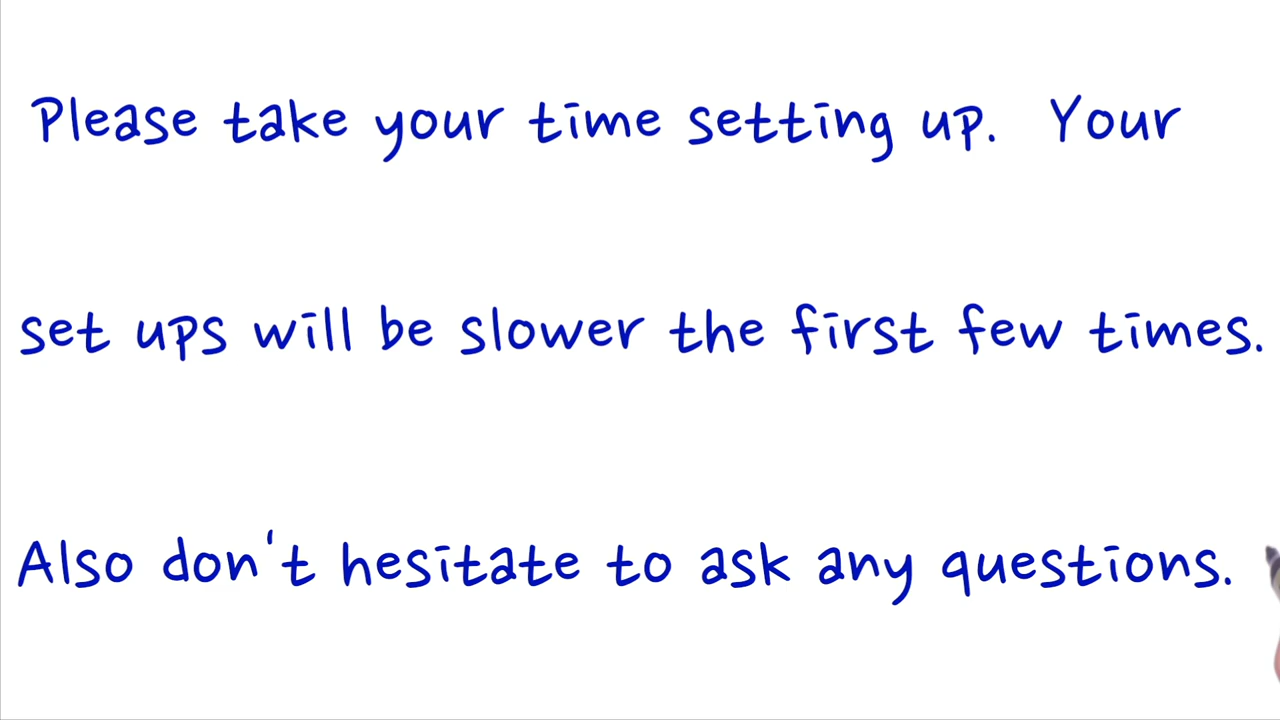 Please take your time setting up. Your
set ups will be slower the first few times.
Also don't hesitate to ask any questions.